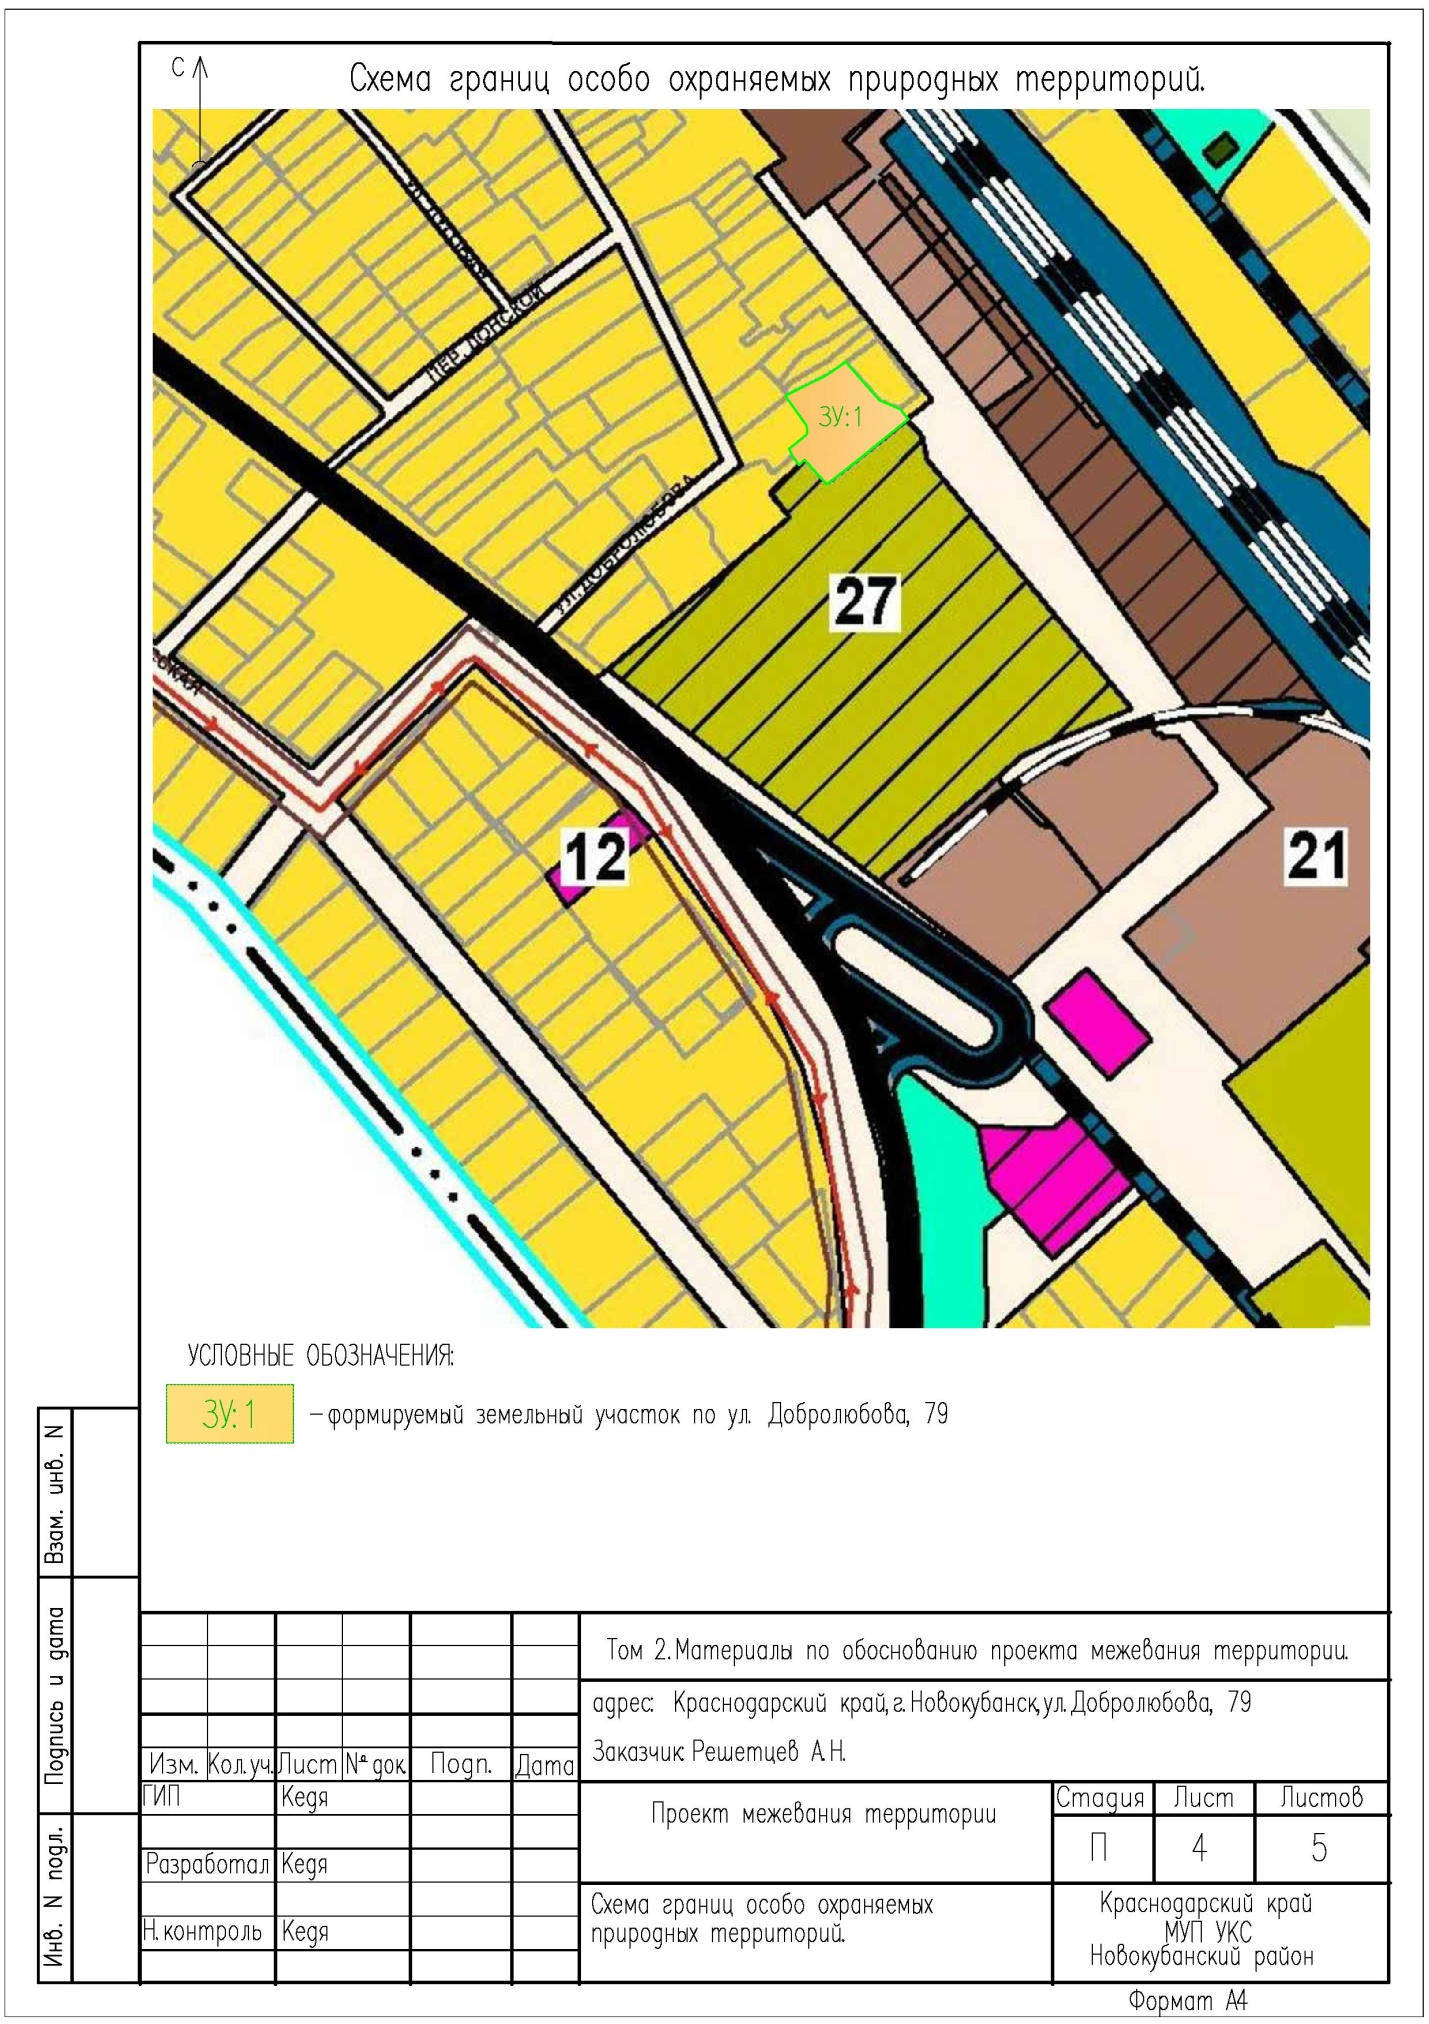 С
Схема границ особо охраняемых природных территорий.
ПЕР. ДОНСКОЙ
УЛ. ДОБРОЛЮБОВА
ЗУ:1
27
12
21
УСЛОВНЫЕ ОБОЗНАЧЕНИЯ:
ЗУ:1 – формируемый земельный участок по ул. Добролюбова, 79
Взам. инв. N
Подпись и дата
Инв. N подл.
Том 2. Материалы по обоснованию проекта межевания территории.
адрес: Краснодарский край, г. Новокубанск, ул. Добролюбова, 79
Заказчик: Решетцев А.Н.
Изм. Кол.уч. Лист № док. Подп. Дата
ГИП Кедя
Разработал Кедя
Н. контроль Кедя
Проект межевания территории
Стадия Лист Листов
П 4 5
Схема границ особо охраняемых
природных территорий.
Краснодарский край
МУП УКС
Новокубанский район
Формат А4